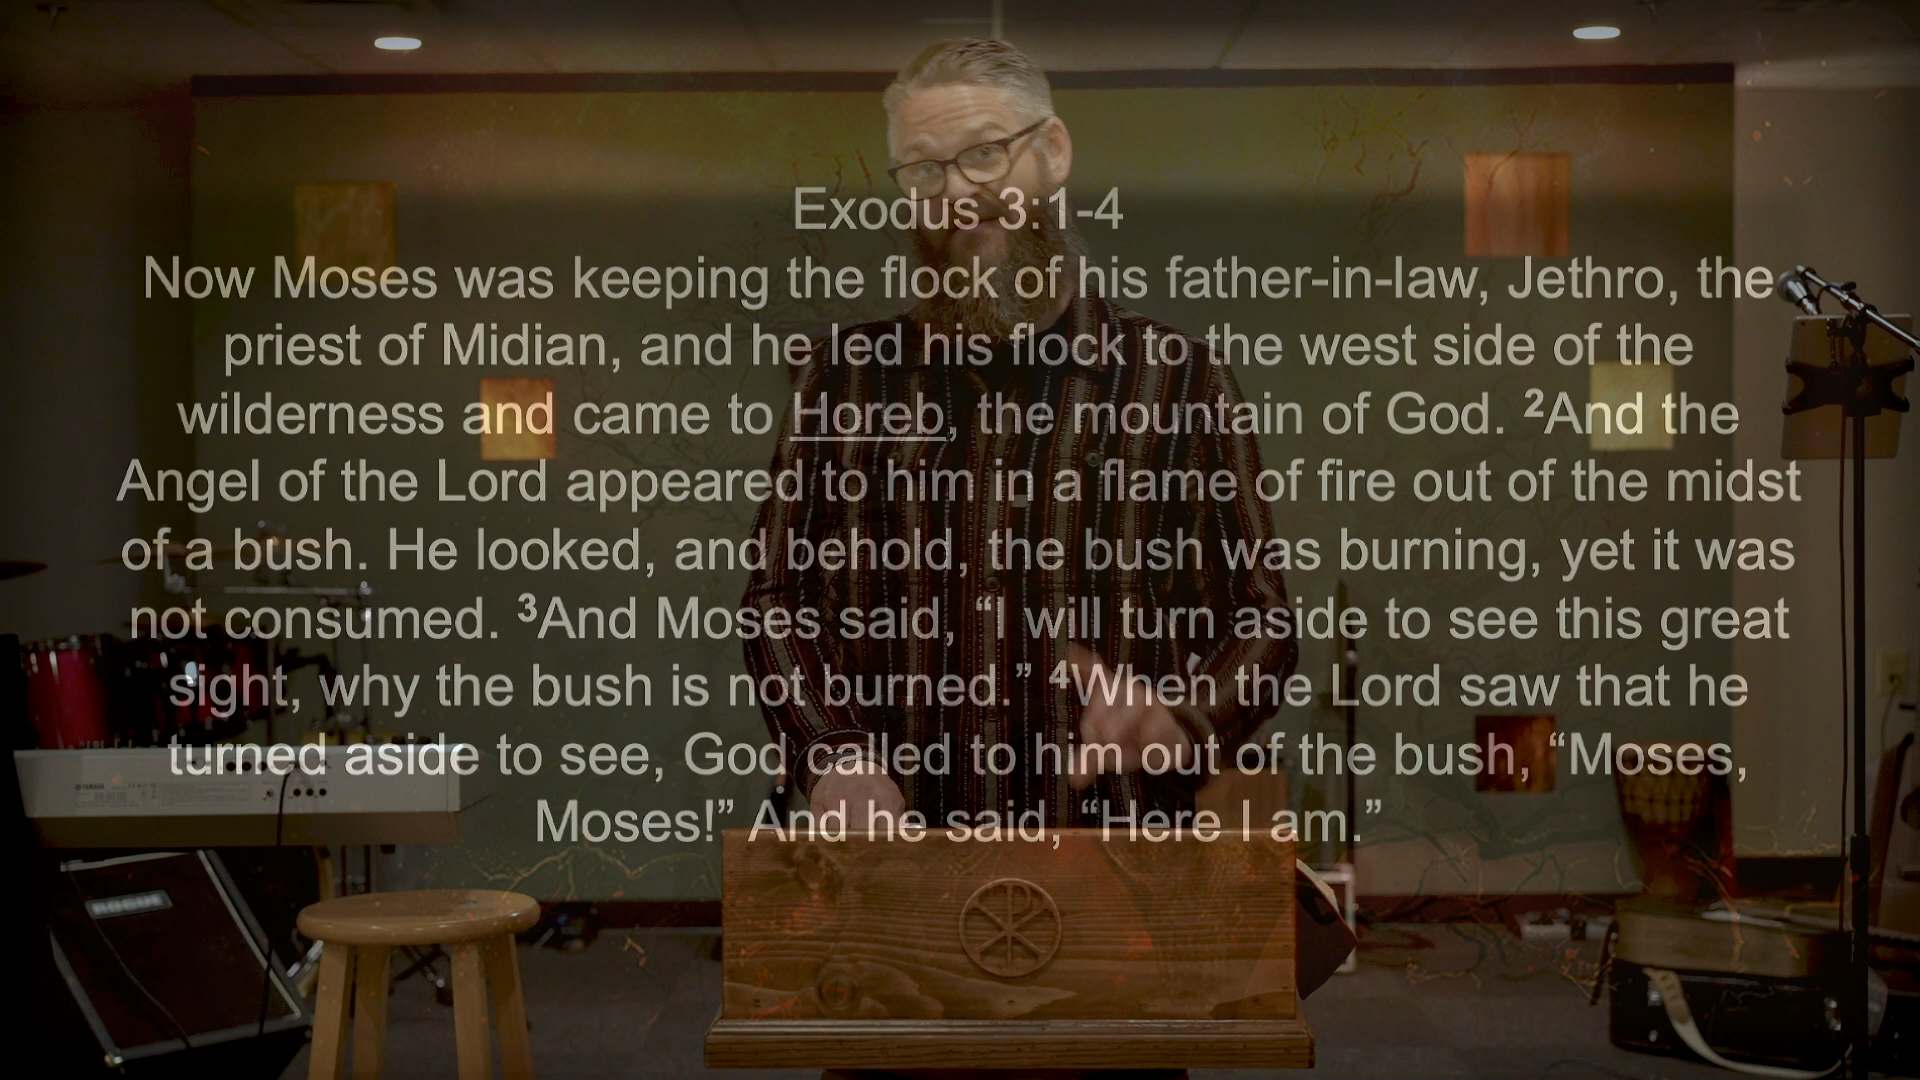 Exodus 3:1-4
Now Moses was keeping the flock of his father-in-law, Jethro, the
priest of Midian, and he led his flock to the west side of the
wilderness and came to Horeb, the mountain of God. ²And the
Angel of the Lord appeared to him in a flame of fire out of the midst
of a bush. He looked, and behold, the bush was burning, yet it was
not consumed. ³And Moses said, “I will turn aside to see this great
sight, why the bush is not burned.” ⁴When the Lord saw that he
turned aside to see, God called to him out of the bush, “Moses,
Moses!” And he said, “Here I am.”
YAMAHA
ROGUE